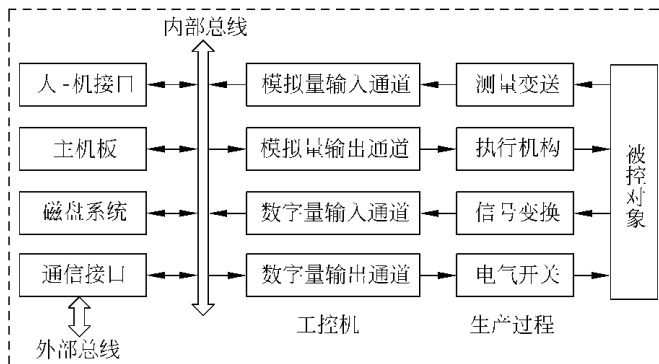 内部总线
人-机接口
模拟量输入通道
测量变送
主机板
模拟量输出通道
执行机构
磁盘系统
数字量输入通道
信号变换
通信接口
数字量输出通道
电气开关
被控对象
外部总线
工控机
生产过程